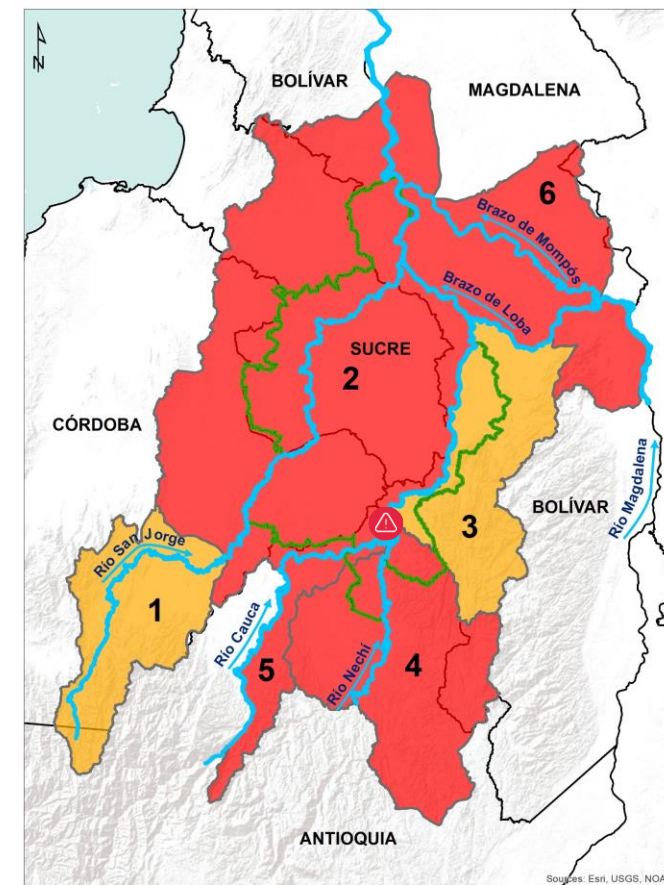 N
BOLÍVAR
MAGDALENA
6
Brazo de Mompós
Brazo de Loba
SUCRE
2
CÓRDOBA
BOLÍVAR
Río Magdalena
3
Río San Jorge
1
Río Cauca
5
Río Nechí
4
ANTIOQUIA
Sources: Esri, USGS, NOA